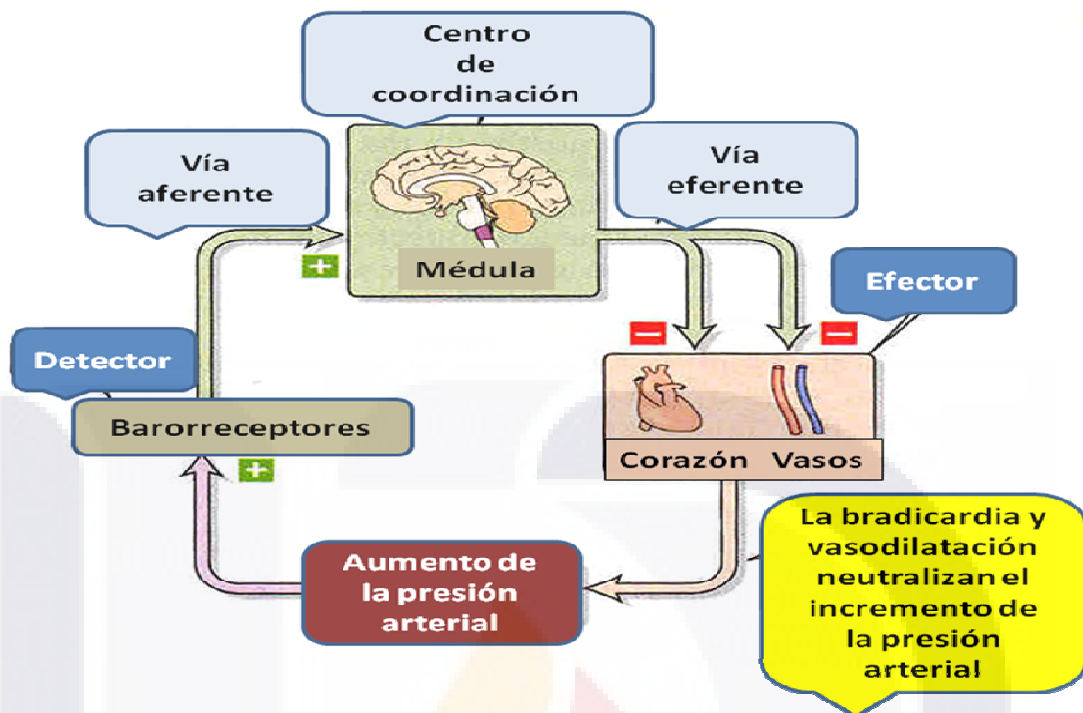 Centro
de
coordinación
Vía
aferente
Vía
eferente
+
Médula
Efector
Detector
Barorreceptores
+
Corazón Vasos
Aumento de
la presión
arterial
La bradicardia y
vasodilatación
neutralizan el
incremento de
la presión
arterial